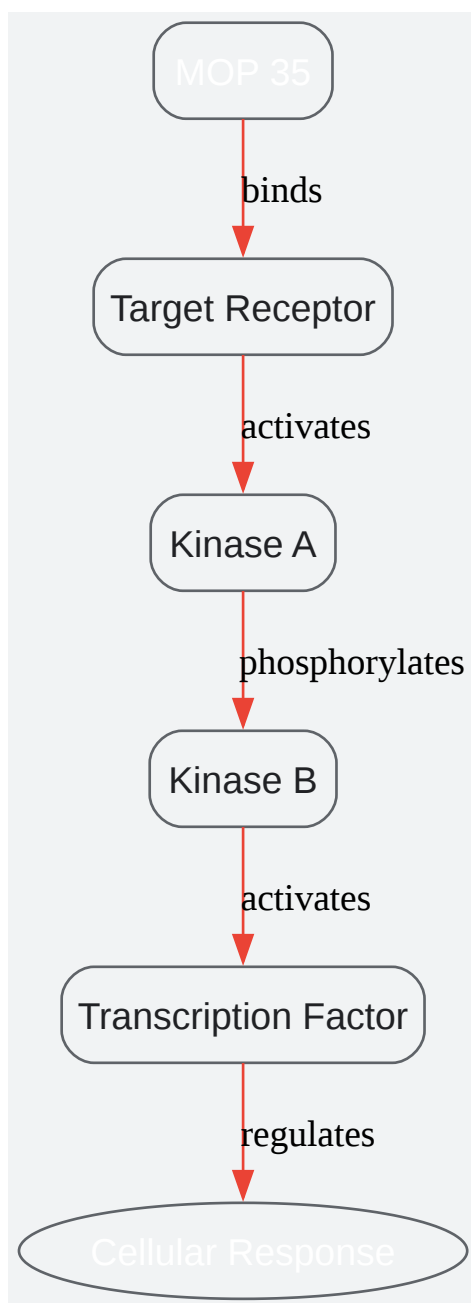 MOP 35
binds
Target Receptor
activates
Kinase A
phosphorylates
Kinase B
activates
Transcription Factor
regulates
Cellular Response